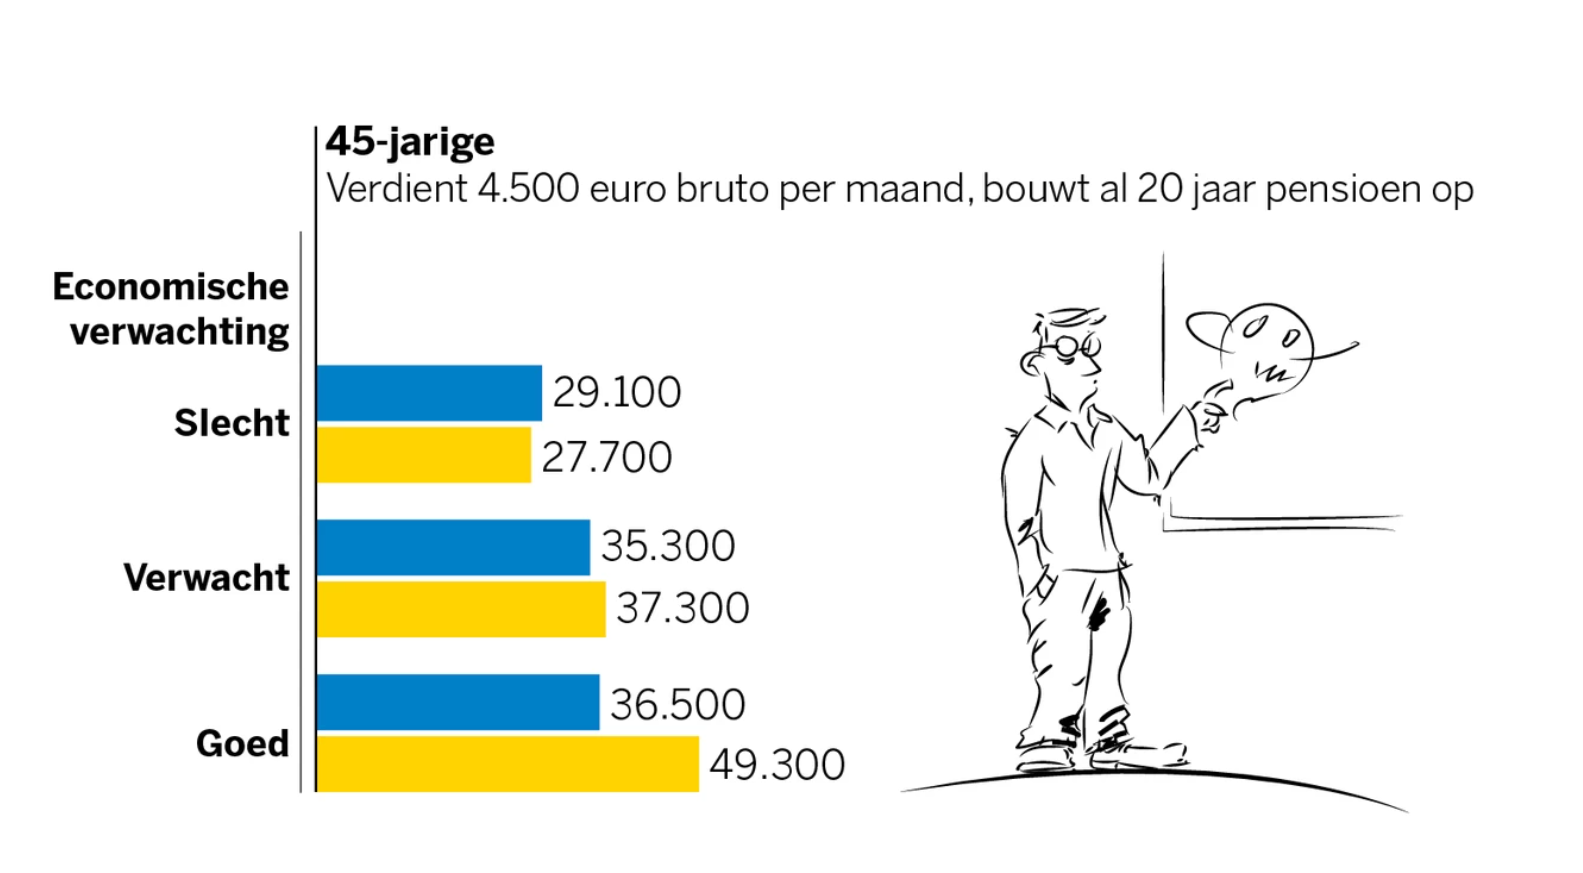 45-jarige
Verdient 4.500 euro bruto per maand, bouwt al 20 jaar pensioen op
Economische
verwachting
Slecht
29.100
27.700
Verwacht
35.300
37.300
Goed
36.500
49.300